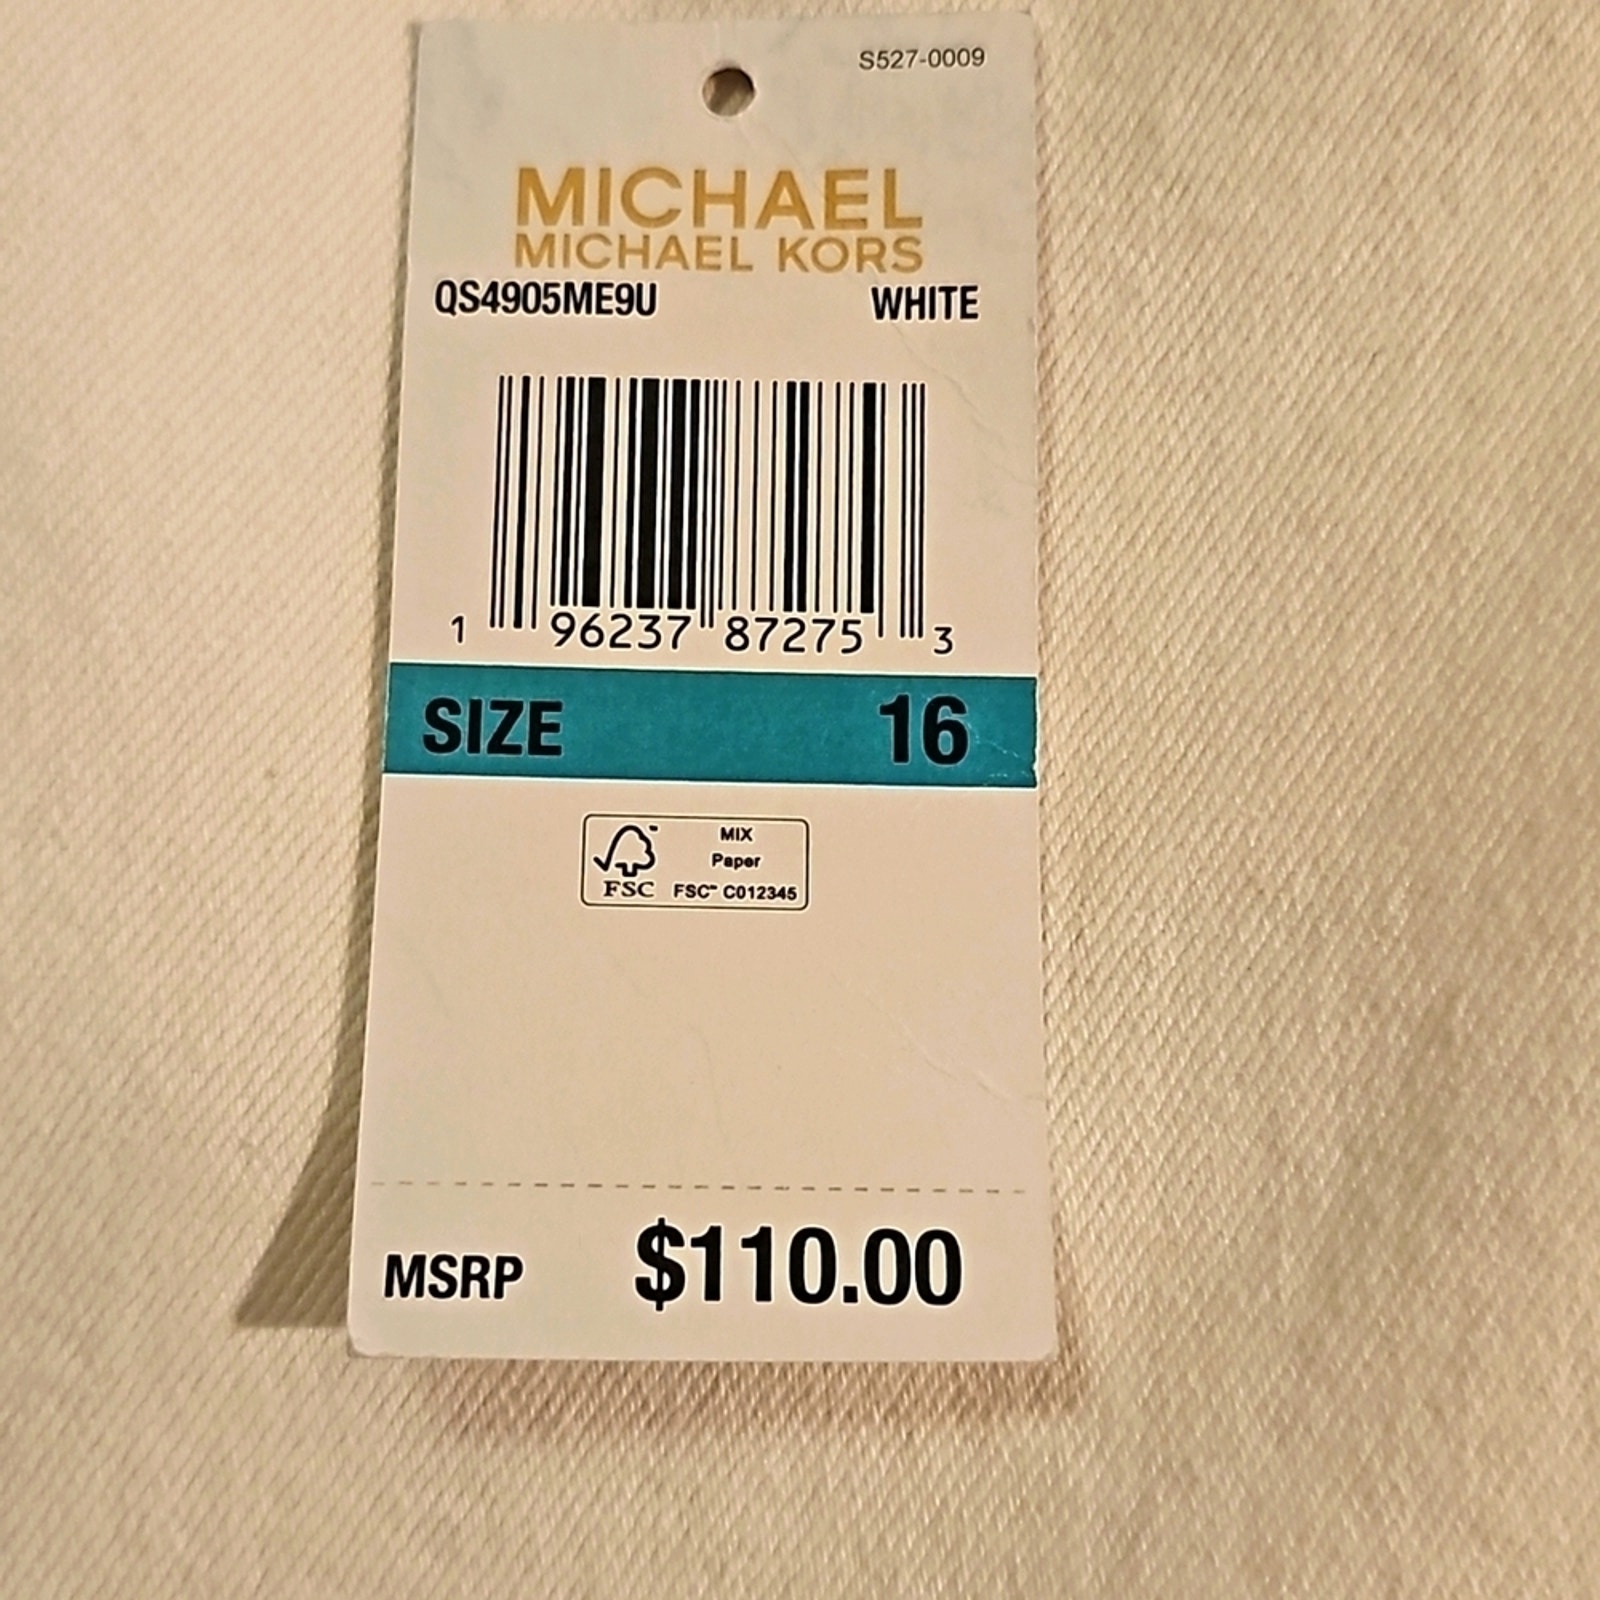 S527-0009
MICHAEL
MICHAEL KORS
QS4905ME9U WHITE
1 96237 87275 3
SIZE 16
MIX
Paper
FSC FSC™ C012345
MSRP $110.00